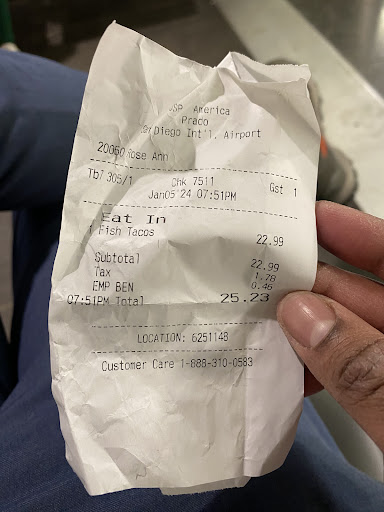 SSP America
Prado
San Diego Int'l. Airport
20060 Rose Ann
Tbl 305/1 Chk 7511 Gst 1
Jan05'24 07:51PM
Eat In
1 Fish Tacos 22.99
Subtotal 22.99
Tax 1.78
EMP BEN 0.46
07:51PM Total 25.23
LOCATION: 6251148
Customer Care 1-888-310-0583